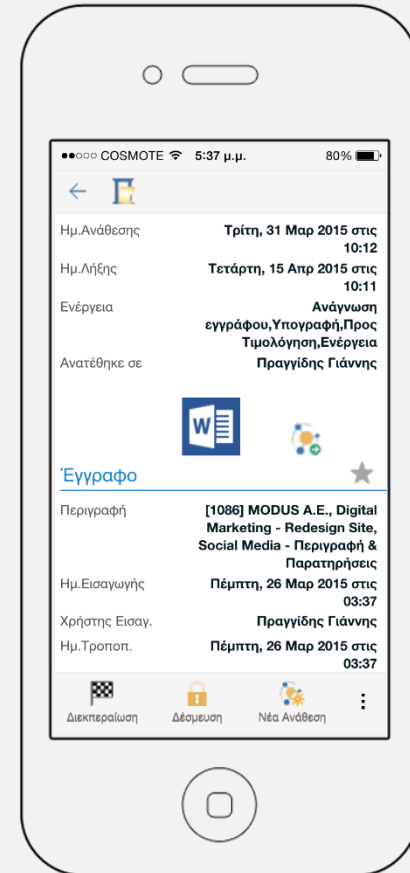 COSMOTE 5:37 μ.μ. 80%
Ημ.Ανάθεσης Τρίτη, 31 Μαρ 2015 στις
10:12
Ημ.Λήξης Τετάρτη, 15 Απρ 2015 στις
10:11
Ενέργεια Ανάγνωση
εγγράφου,Υπογραφή,Προς
Τιμολόγηση,Ενέργεια
Ανατέθηκε σε Πραγγίδης Γιάννης
W
Έγγραφο
Περιγραφή [1086] MODUS A.E., Digital
Marketing - Redesign Site,
Social Media - Περιγραφή &
Παρατηρήσεις
Ημ.Εισαγωγής Πέμπτη, 26 Μαρ 2015 στις
03:37
Χρήστης Εισαγ. Πραγγίδης Γιάννης
Ημ.Τροποπ. Πέμπτη, 26 Μαρ 2015 στις
03:37
Διεκπεραίωση Δέσμευση Νέα Ανάθεση